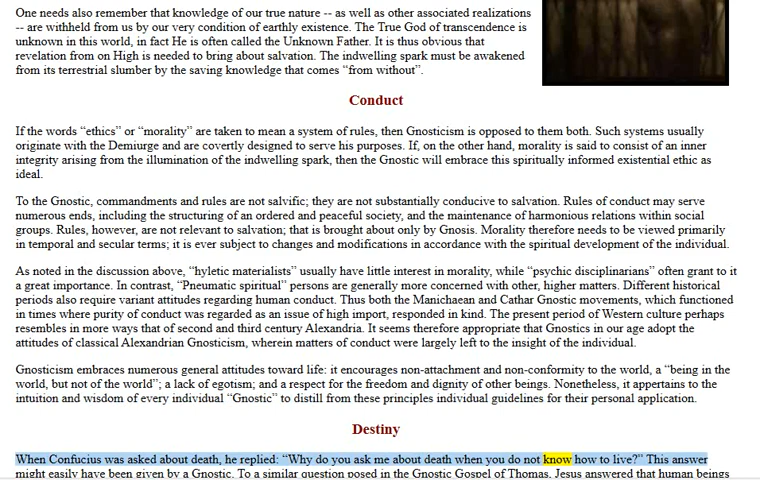 One needs also remember that knowledge of our true nature -- as well as other associated realizations
-- are withheld from us by our very condition of earthly existence. The True God of transcendence is
unknown in this world, in fact He is often called the Unknown Father. It is thus obvious that
revelation from on High is needed to bring about salvation. The indwelling spark must be awakened
from its terrestrial slumber by the saving knowledge that comes “from without”.
Conduct
If the words “ethics” or “morality” are taken to mean a system of rules, then Gnosticism is opposed to them both. Such systems usually
originate with the Demiurge and are covertly designed to serve his purposes. If, on the other hand, morality is said to consist of an inner
integrity arising from the illumination of the indwelling spark, then the Gnostic will embrace this spiritually informed existential ethic as
ideal.
To the Gnostic, commandments and rules are not salvific; they are not substantially conducive to salvation. Rules of conduct may serve
numerous ends, including the structuring of an ordered and peaceful society, and the maintenance of harmonious relations within social
groups. Rules, however, are not relevant to salvation; that is brought about only by Gnosis. Morality therefore needs to be viewed primarily
in temporal and secular terms; it is ever subject to changes and modifications in accordance with the spiritual development of the individual.
As noted in the discussion above, “hyletic materialists” usually have little interest in morality, while “psychic disciplinarians” often grant to it
a great importance. In contrast, “Pneumatic spiritual” persons are generally more concerned with other, higher matters. Different historical
periods also require variant attitudes regarding human conduct. Thus both the Manichaean and Cathar Gnostic movements, which functioned
in times where purity of conduct was regarded as an issue of high import, responded in kind. The present period of Western culture perhaps
resembles in more ways that of second and third century Alexandria. It seems therefore appropriate that Gnostics in our age adopt the
attitudes of classical Alexandrian Gnosticism, wherein matters of conduct were largely left to the insight of the individual.
Gnosticism embraces numerous general attitudes toward life: it encourages non-attachment and non-conformity to the world, a “being in the
world, but not of the world”; a lack of egotism; and a respect for the freedom and dignity of other beings. Nonetheless, it appertains to the
intuition and wisdom of every individual “Gnostic” to distill from these principles individual guidelines for their personal application.
Destiny
When Confucius was asked about death, he replied: “Why do you ask me about death when you do not know how to live?” This answer
might easily have been given by a Gnostic. To a similar question posed in the Gnostic Gospel of Thomas, Jesus answered that human beings